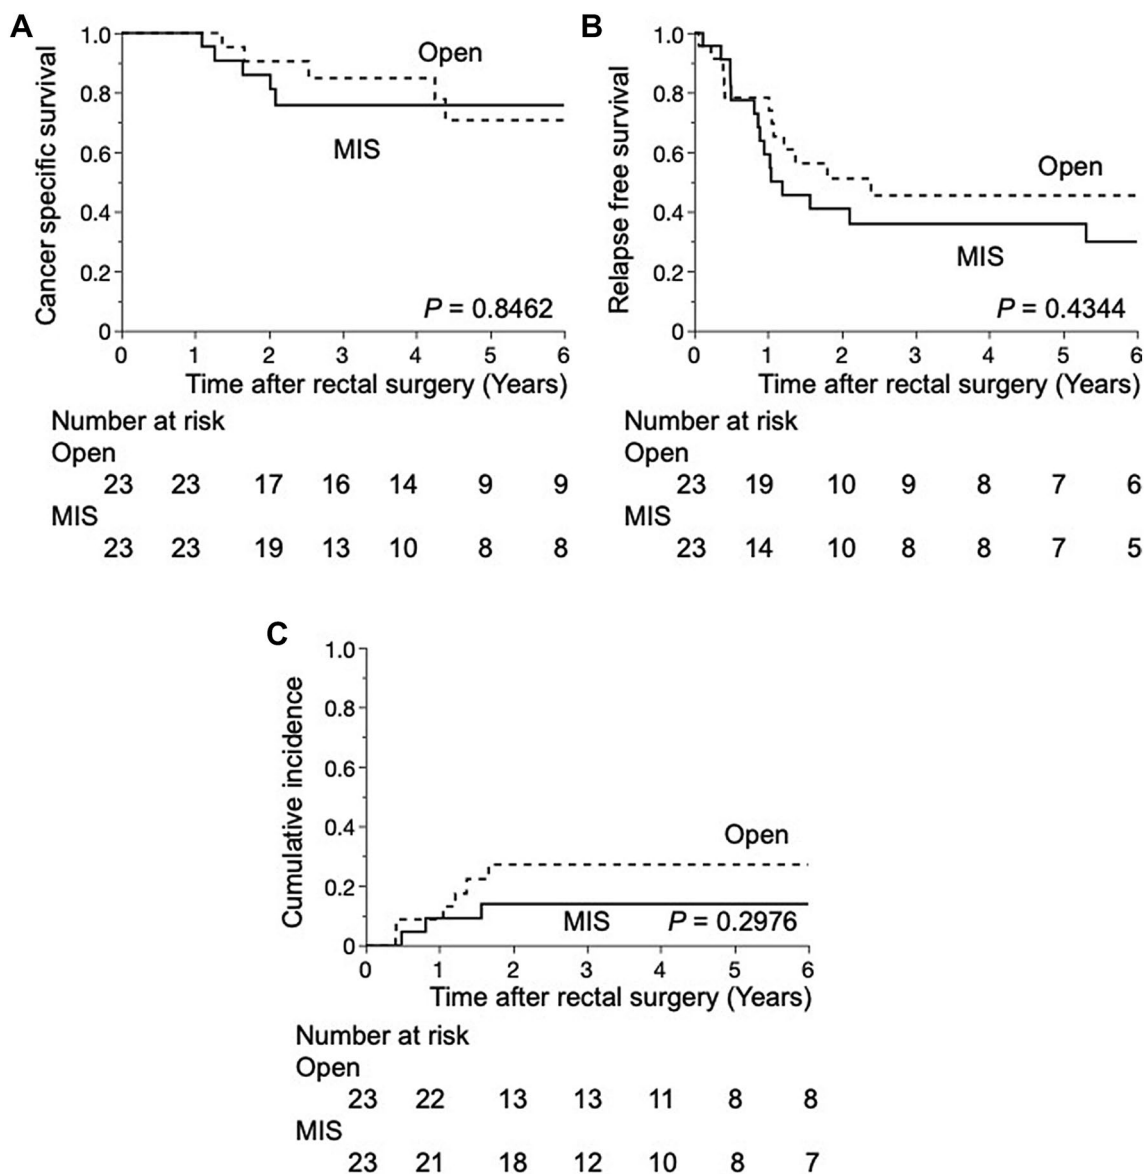 A
Cancer specific survival
1.0
0.8
0.6
0.4
0.2
0
Open
MIS
P = 0.8462
0 1 2 3 4 5 6
Time after rectal surgery (Years)
Number at risk
Open
23 23 17 16 14 9 9
MIS
23 23 19 13 10 8 8
B
Relapse free survival
1.0
0.8
0.6
0.4
0.2
0
Open
MIS
P = 0.4344
0 1 2 3 4 5 6
Time after rectal surgery (Years)
Number at risk
Open
23 19 10 9 8 7 6
MIS
23 14 10 8 8 7 5
C
Cumulative incidence
1.0
0.8
0.6
0.4
0.2
0
Open
MIS P = 0.2976
0 1 2 3 4 5 6
Time after rectal surgery (Years)
Number at risk
Open
23 22 13 13 11 8 8
MIS
23 21 18 12 10 8 7